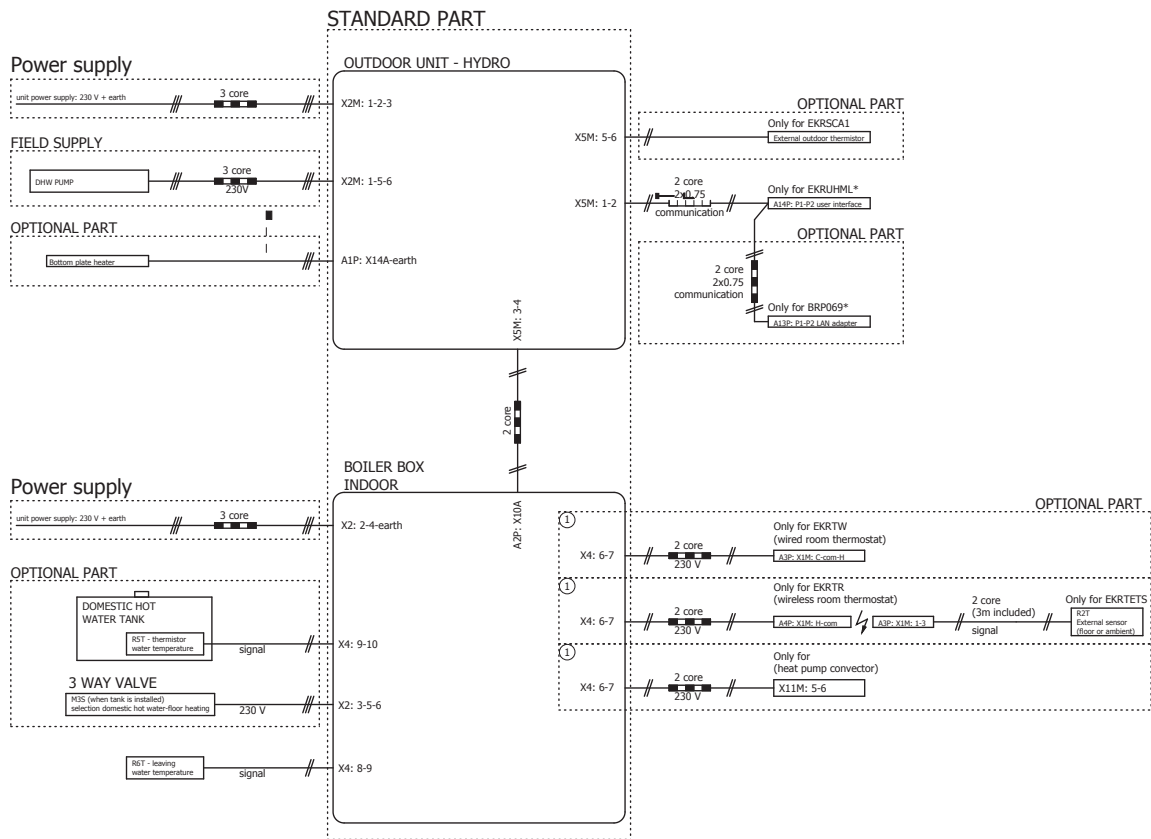 STANDARD PART
Power supply
unit power supply: 230 V + earth
3 core
OUTDOOR UNIT - HYDRO
X2M: 1-2-3
FIELD SUPPLY
DHW PUMP
3 core
230V
X2M: 1-5-6
OPTIONAL PART
Bottom plate heater
A1P: X14A-earth
X5M: 5-6
OPTIONAL PART
Only for EKRSCA1
External outdoor thermistor
X5M: 1-2
2 core
2x0.75
communication
Only for EKRUHML*
A14P: P1-P2 user interface
OPTIONAL PART
2 core
2x0.75
communication
Only for BRP069*
A13P: P1-P2 LAN adapter
X5M: 3-4
2 core
BOILER BOX
INDOOR
A2P: X10A
Power supply
unit power supply: 230 V + earth
3 core
X2: 2-4-earth
OPTIONAL PART
DOMESTIC HOT
WATER TANK
R5T - thermistor
water temperature
signal
X4: 9-10
3 WAY VALVE
M3S (when tank is installed)
selection domestic hot water-floor heating
230 V
X2: 3-5-6
R6T - leaving
water temperature
signal
X4: 8-9
OPTIONAL PART
1
X4: 6-7
2 core
230 V
Only for EKRTW
(wired room thermostat)
A3P: X1M: C-com-H
1
X4: 6-7
2 core
230 V
Only for EKRTR
(wireless room thermostat)
A4P: X1M: H-com
A3P: X1M: 1-3
2 core
(3m included)
signal
Only for EKRTETS
R2T
External sensor
(floor or ambient)
1
X4: 6-7
2 core
230 V
Only for
(heat pump convector)
X11M: 5-6